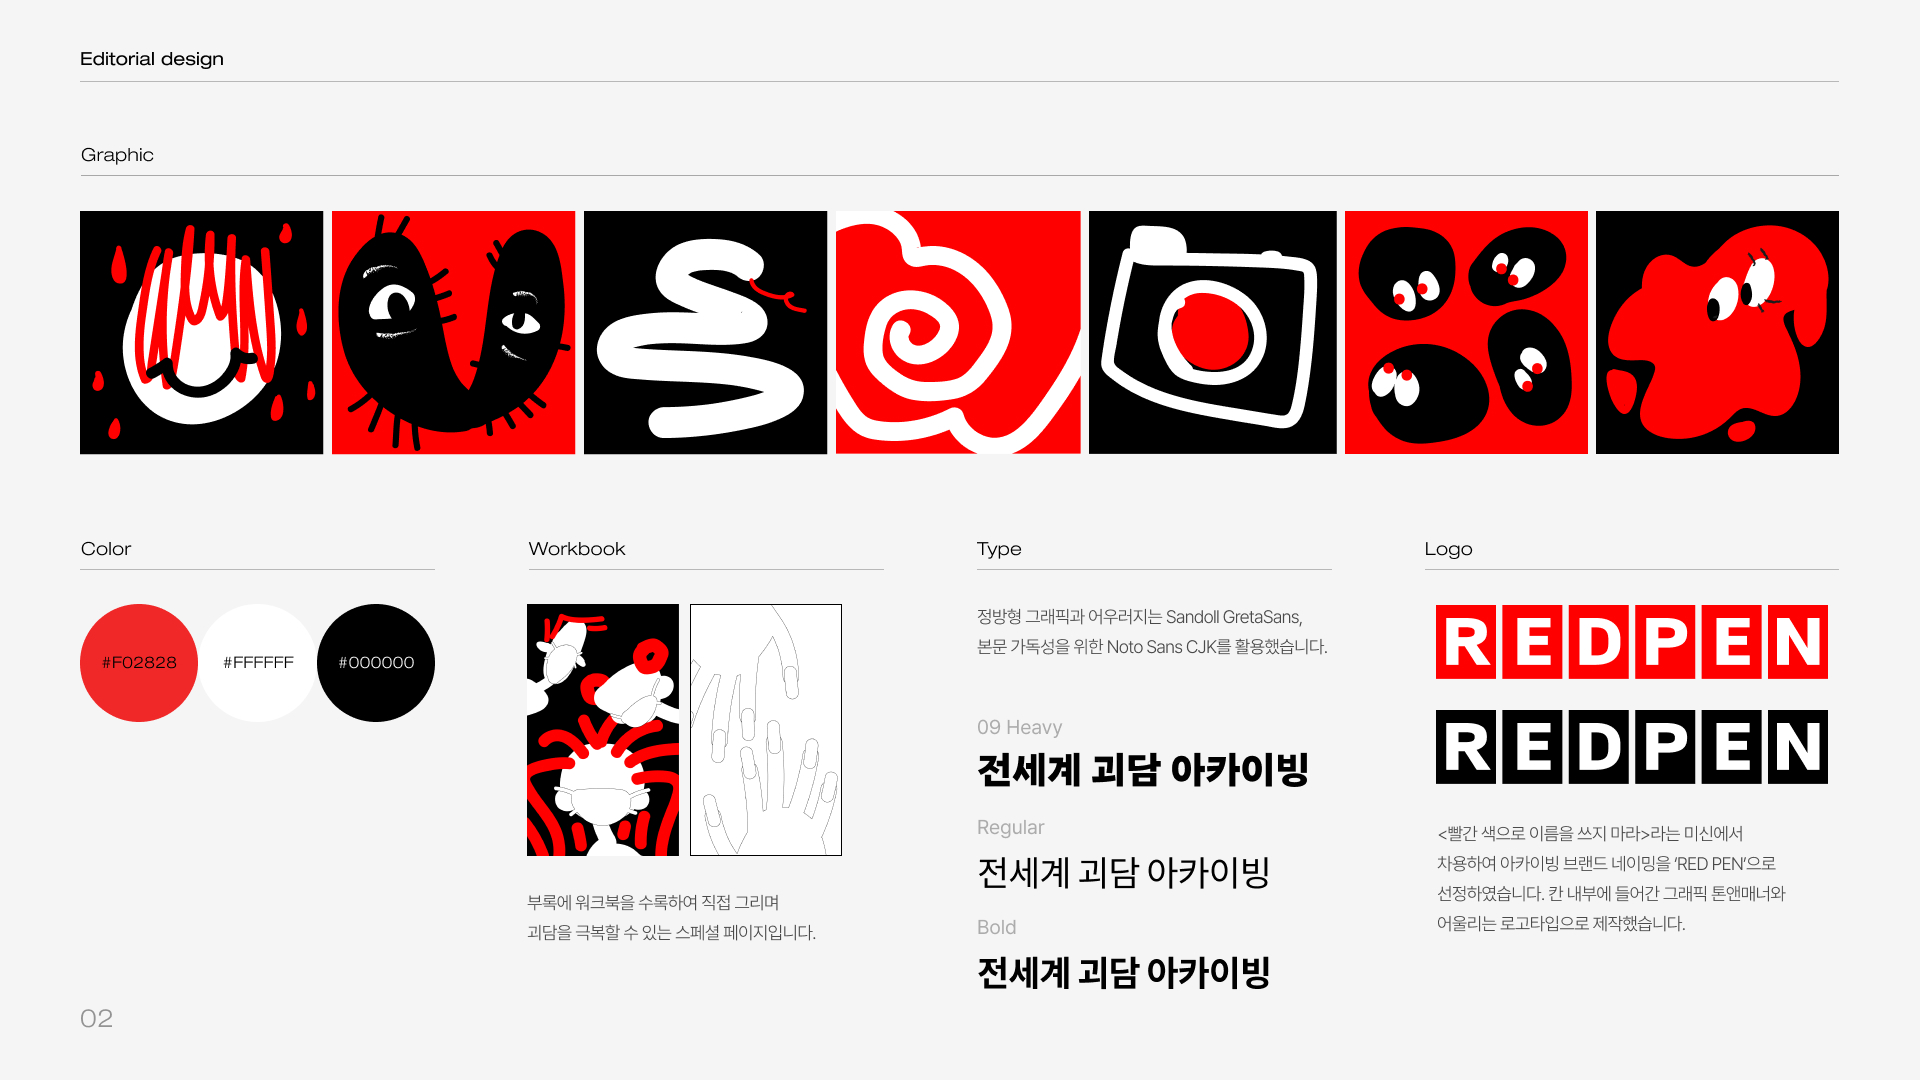 Editorial design
Graphic
Color
#F02828
#FFFFFF
#000000
Workbook
부록에 워크북을 수록하여 직접 그리며
괴담을 극복할 수 있는 스페셜 페이지입니다.
Type
정방형 그래픽과 어우러지는 Sandoll GretaSans,
본문 가독성을 위한 Noto Sans CJK를 활용했습니다.
09 Heavy
전세계 괴담 아카이빙
Regular
전세계 괴담 아카이빙
Bold
전세계 괴담 아카이빙
Logo
REDPEN
REDPEN
<빨간 색으로 이름을 쓰지 마라>라는 미신에서
차용하여 아카이빙 브랜드 네이밍을 ‘RED PEN’으로
선정하였습니다. 칸 내부에 들어간 그래픽 톤앤매너와
어울리는 로고타입으로 제작했습니다.
02